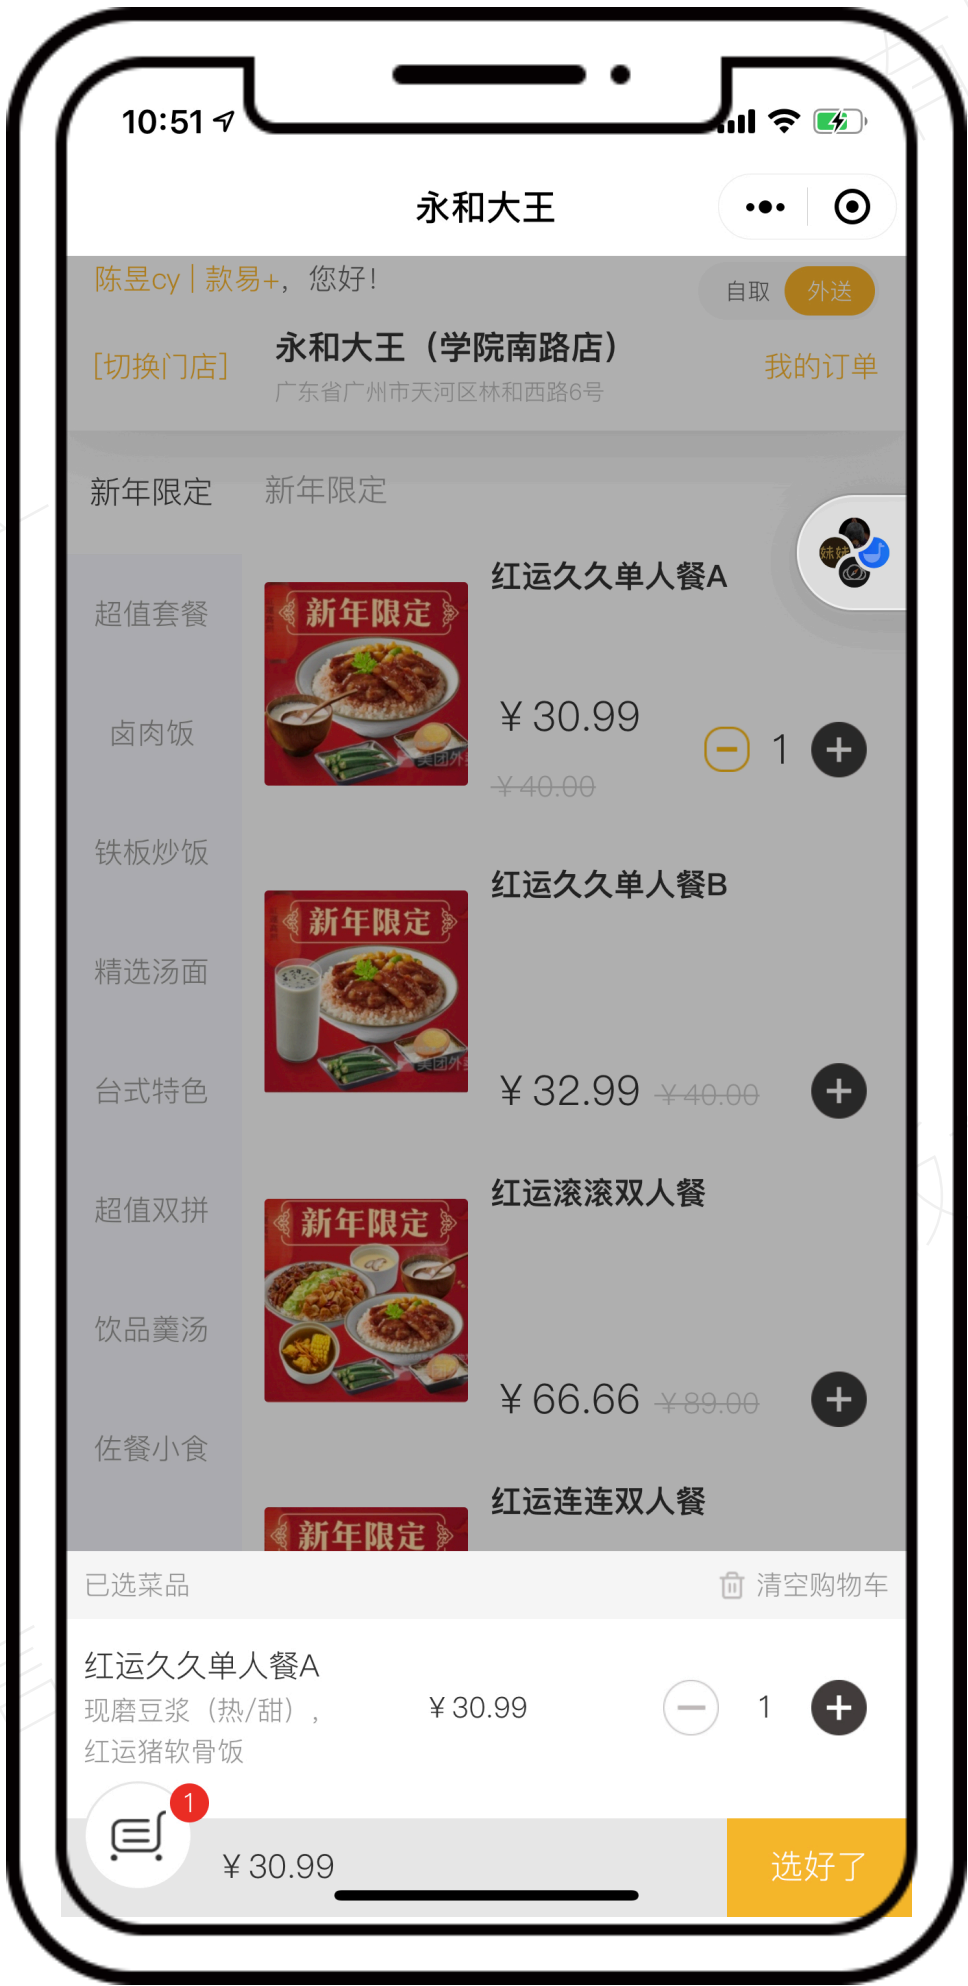 10:51
永和大王
陈昱cy | 款易+，您好！
自取 外送
[切换门店]
永和大王（学院南路店）
广东省广州市天河区林和西路6号
我的订单
新年限定
超值套餐
卤肉饭
铁板炒饭
精选汤面
台式特色
超值双拼
饮品羹汤
佐餐小食
新年限定
妹妹
新年限定
美团外
红运久久单人餐A
¥30.99
¥40.00
1
新年限定
美团外
红运久久单人餐B
¥32.99 ¥40.00
新年限定
红运滚滚双人餐
¥66.66 ¥89.00
新年限定
红运连连双人餐
已选菜品
清空购物车
红运久久单人餐A
现磨豆浆（热/甜），
红运猪软骨饭
¥30.99
1
1
¥30.99
选好了